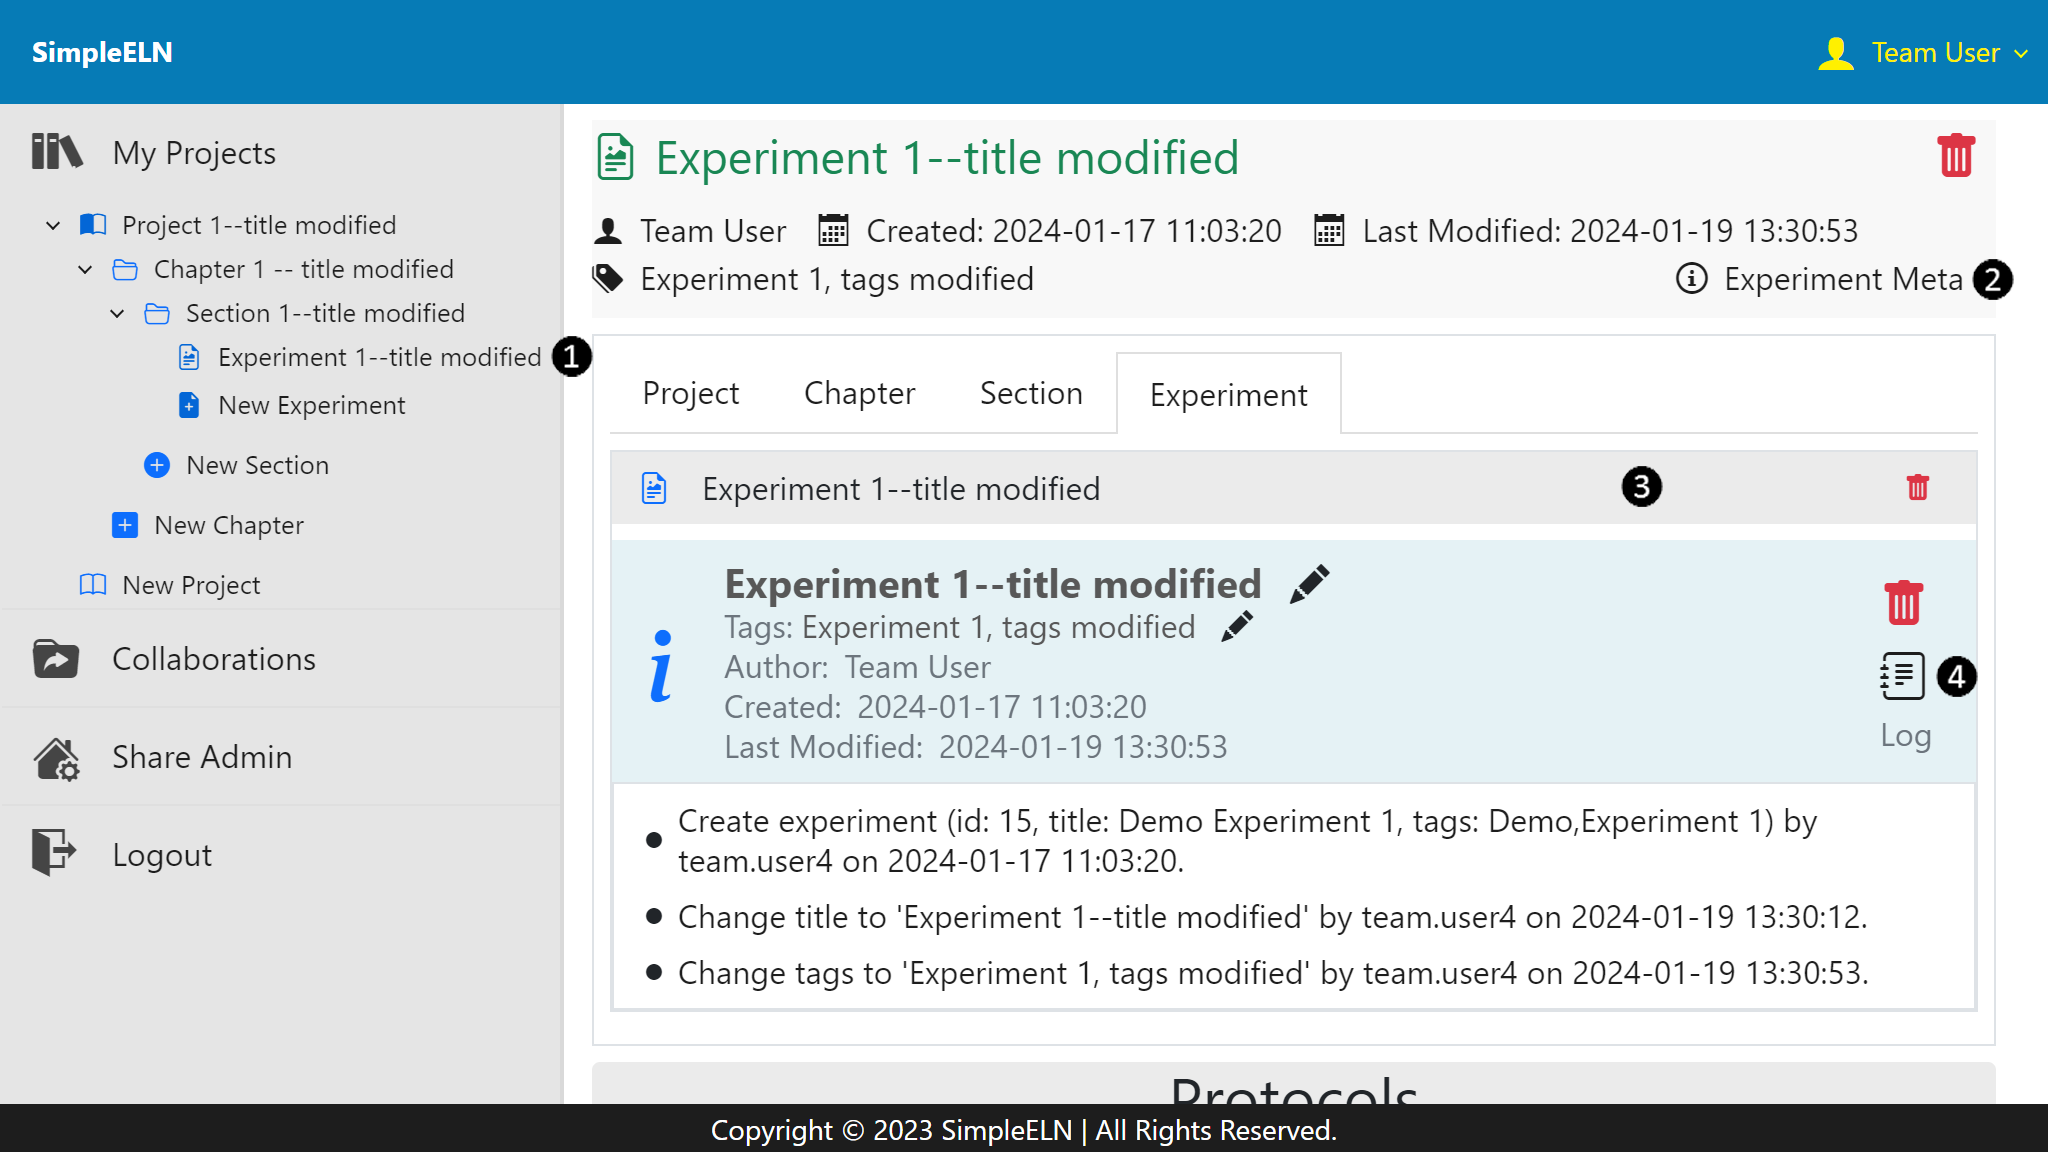 SimpleELN
Team User
My Projects
Project 1--title modified
Chapter 1 -- title modified
Section 1--title modified
Experiment 1--title modified 1
New Experiment
New Section
New Chapter
New Project
Collaborations
Share Admin
Logout
Experiment 1--title modified
Team User Created: 2024-01-17 11:03:20 Last Modified: 2024-01-19 13:30:53
Experiment 1, tags modified Experiment Meta 2
Project Chapter Section Experiment
Experiment 1--title modified 3
Experiment 1--title modified
Tags: Experiment 1, tags modified
Author: Team User
Created: 2024-01-17 11:03:20
Last Modified: 2024-01-19 13:30:53
4
Log
Create experiment (id: 15, title: Demo Experiment 1, tags: Demo,Experiment 1) by
team.user4 on 2024-01-17 11:03:20.
Change title to 'Experiment 1--title modified' by team.user4 on 2024-01-19 13:30:12.
Change tags to 'Experiment 1, tags modified' by team.user4 on 2024-01-19 13:30:53.
Protocols
Copyright © 2023 SimpleELN | All Rights Reserved.